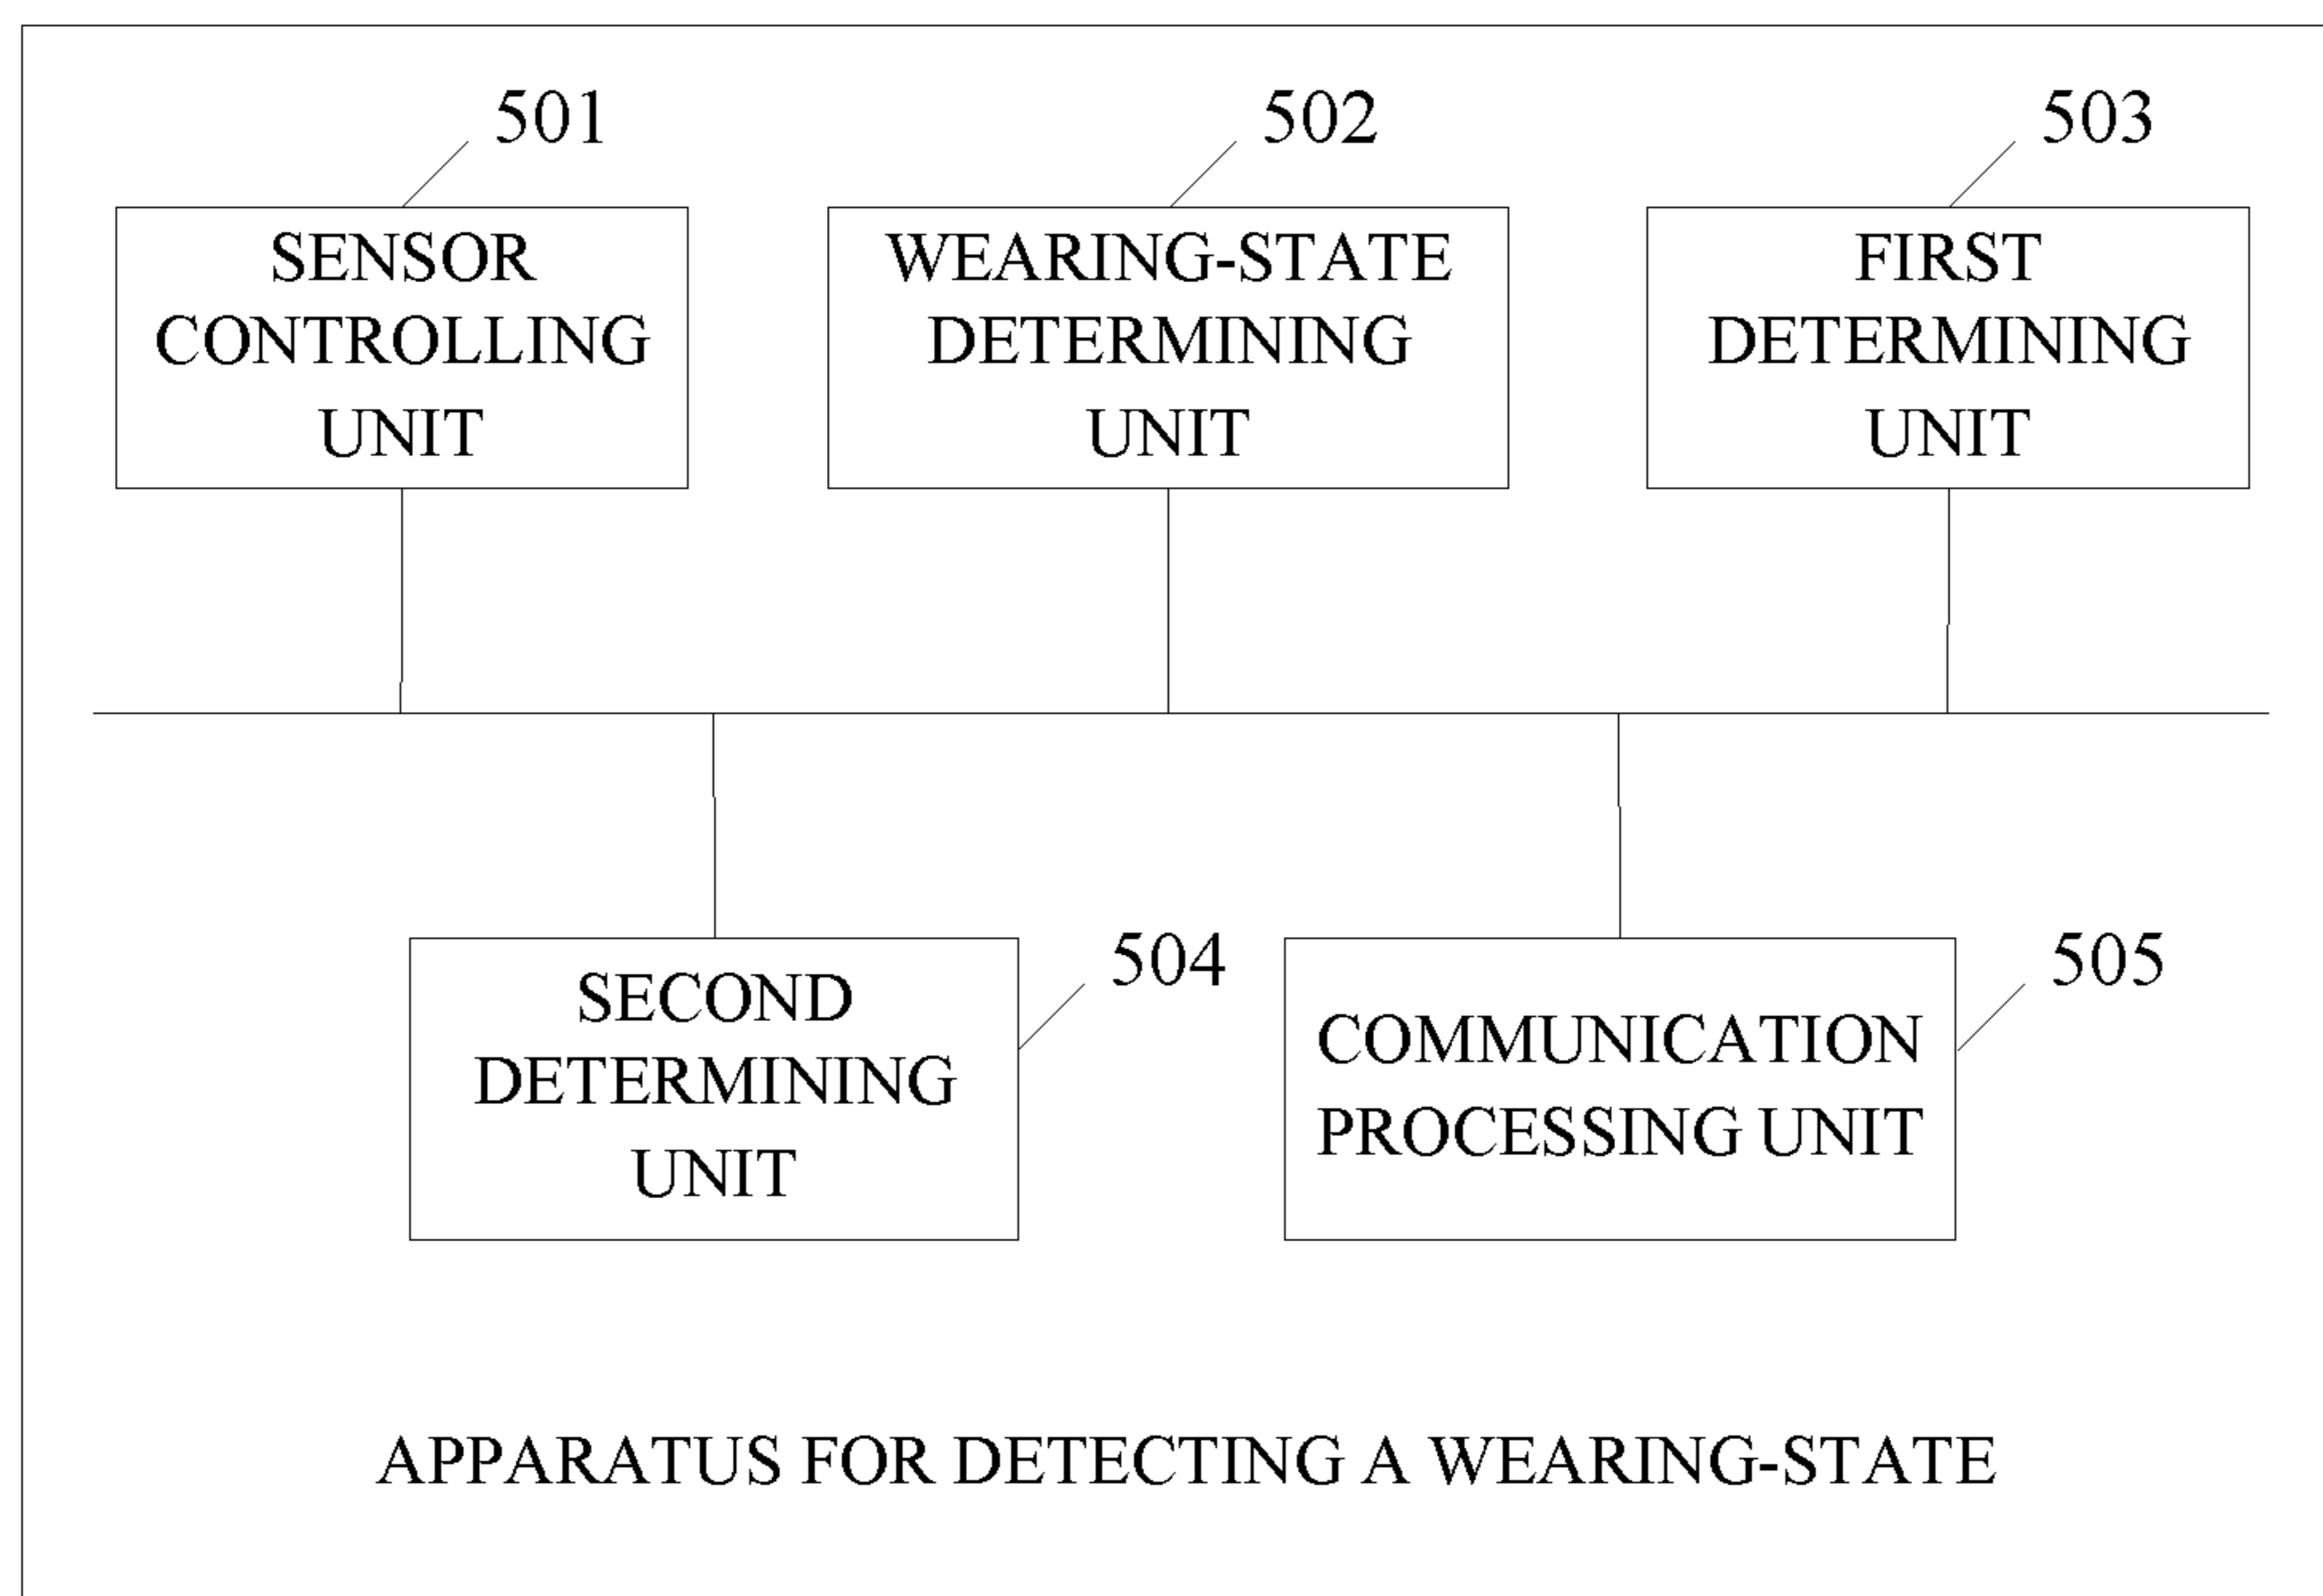 501
SENSOR
CONTROLLING
UNIT
502
WEARING-STATE
DETERMINING
UNIT
503
FIRST
DETERMINING
UNIT
504
SECOND
DETERMINING
UNIT
505
COMMUNICATION
PROCESSING UNIT
APPARATUS FOR DETECTING A WEARING-STATE